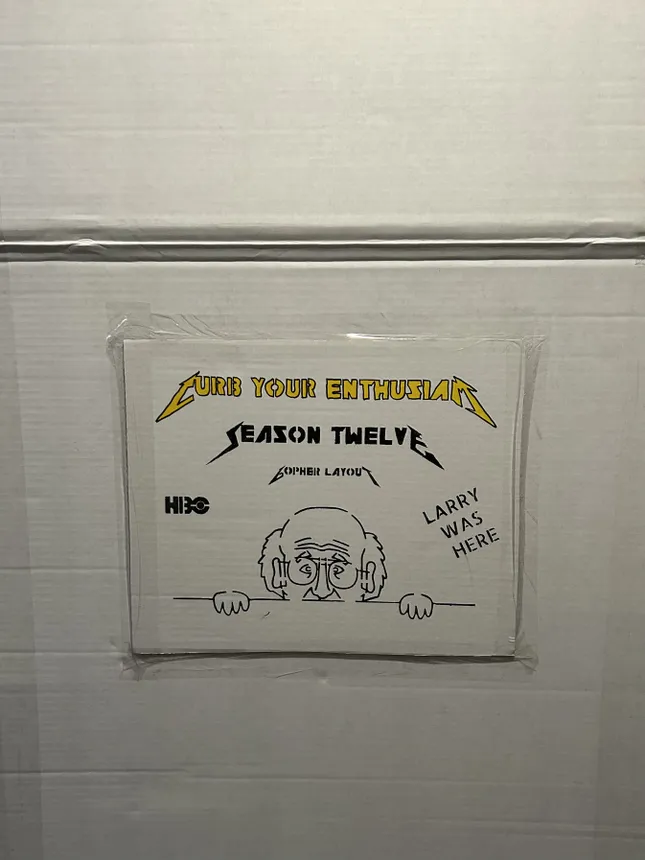 CURB YOUR ENTHUSIASM
SEASON TWELVE
GOPHER LAYOUT
HBO
LARRY
WAS
HERE